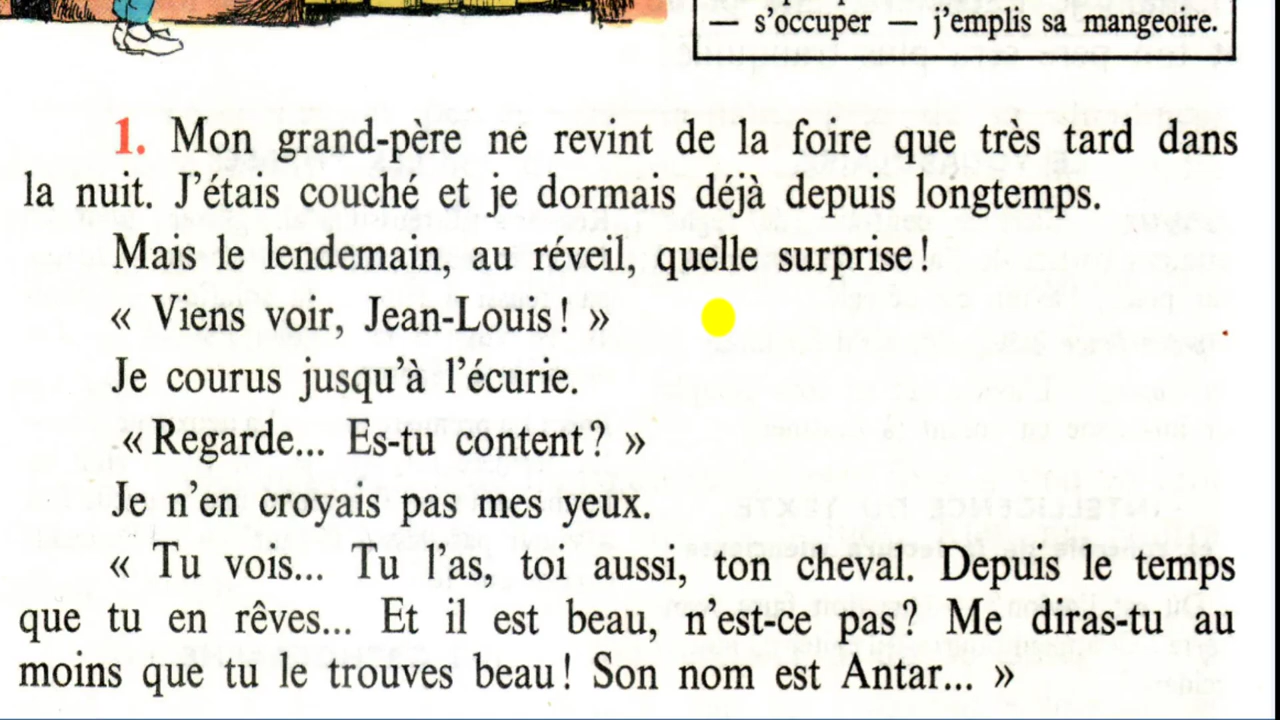 — s'occuper — j'emplis sa mangeoire.
1. Mon grand-père ne revint de la foire que très tard dans
la nuit. J'étais couché et je dormais déjà depuis longtemps.
Mais le lendemain, au réveil, quelle surprise !
« Viens voir, Jean-Louis ! »
Je courus jusqu'à l'écurie.
« Regarde... Es-tu content ? »
Je n'en croyais pas mes yeux.
« Tu vois... Tu l'as, toi aussi, ton cheval. Depuis le temps
que tu en rêves... Et il est beau, n'est-ce pas ? Me diras-tu au
moins que tu le trouves beau ! Son nom est Antar... »